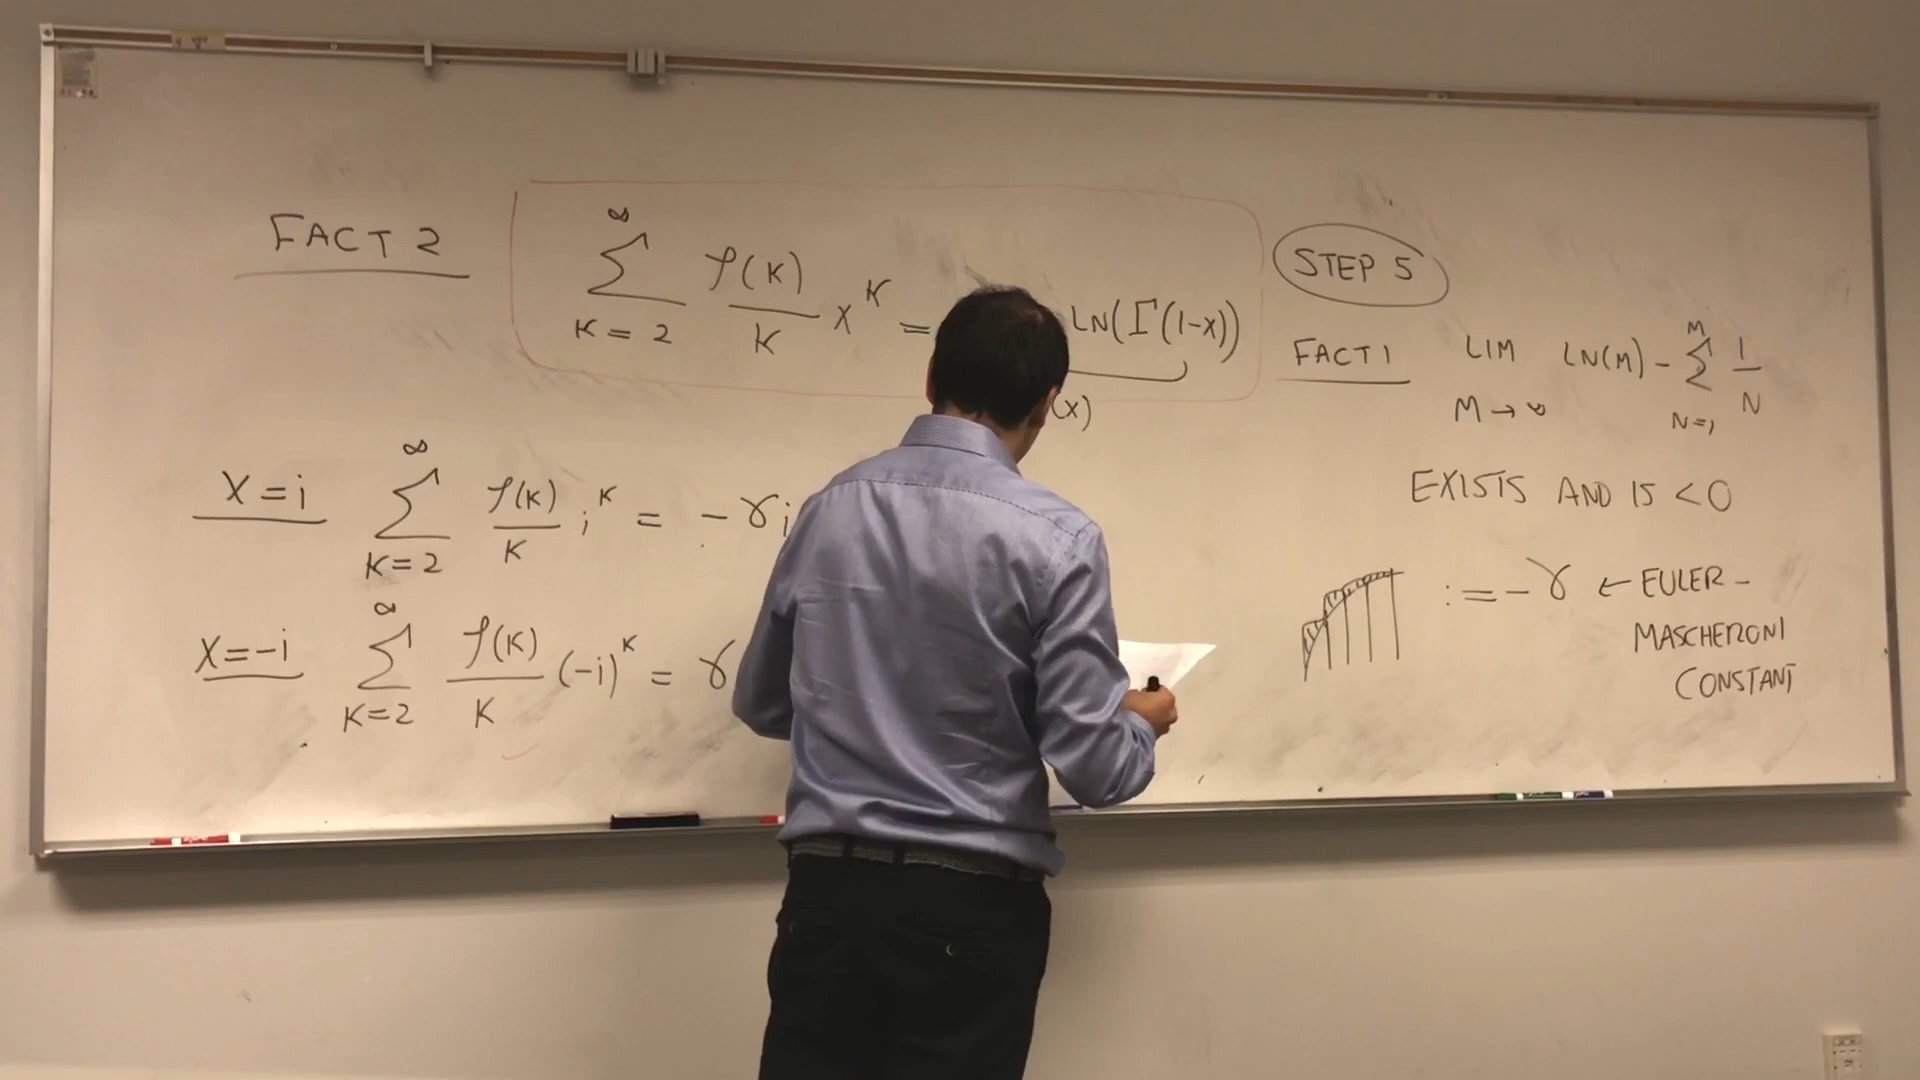 FACT 2
∞
Σ ζ(K)/K x^K = LN(Γ(1-x))
K = 2
(x)
X = i
∞
Σ ζ(K)/K i^K = -γi
K = 2
X = -i
∞
Σ ζ(K)/K (-i)^K = γ
K = 2
STEP 5
FACT 1
LIM LN(M) - Σ 1/N
M → ∞
M
N=1
EXISTS AND IS < 0
:= -γ ← EULER-
MASCHERONI
CONSTANT